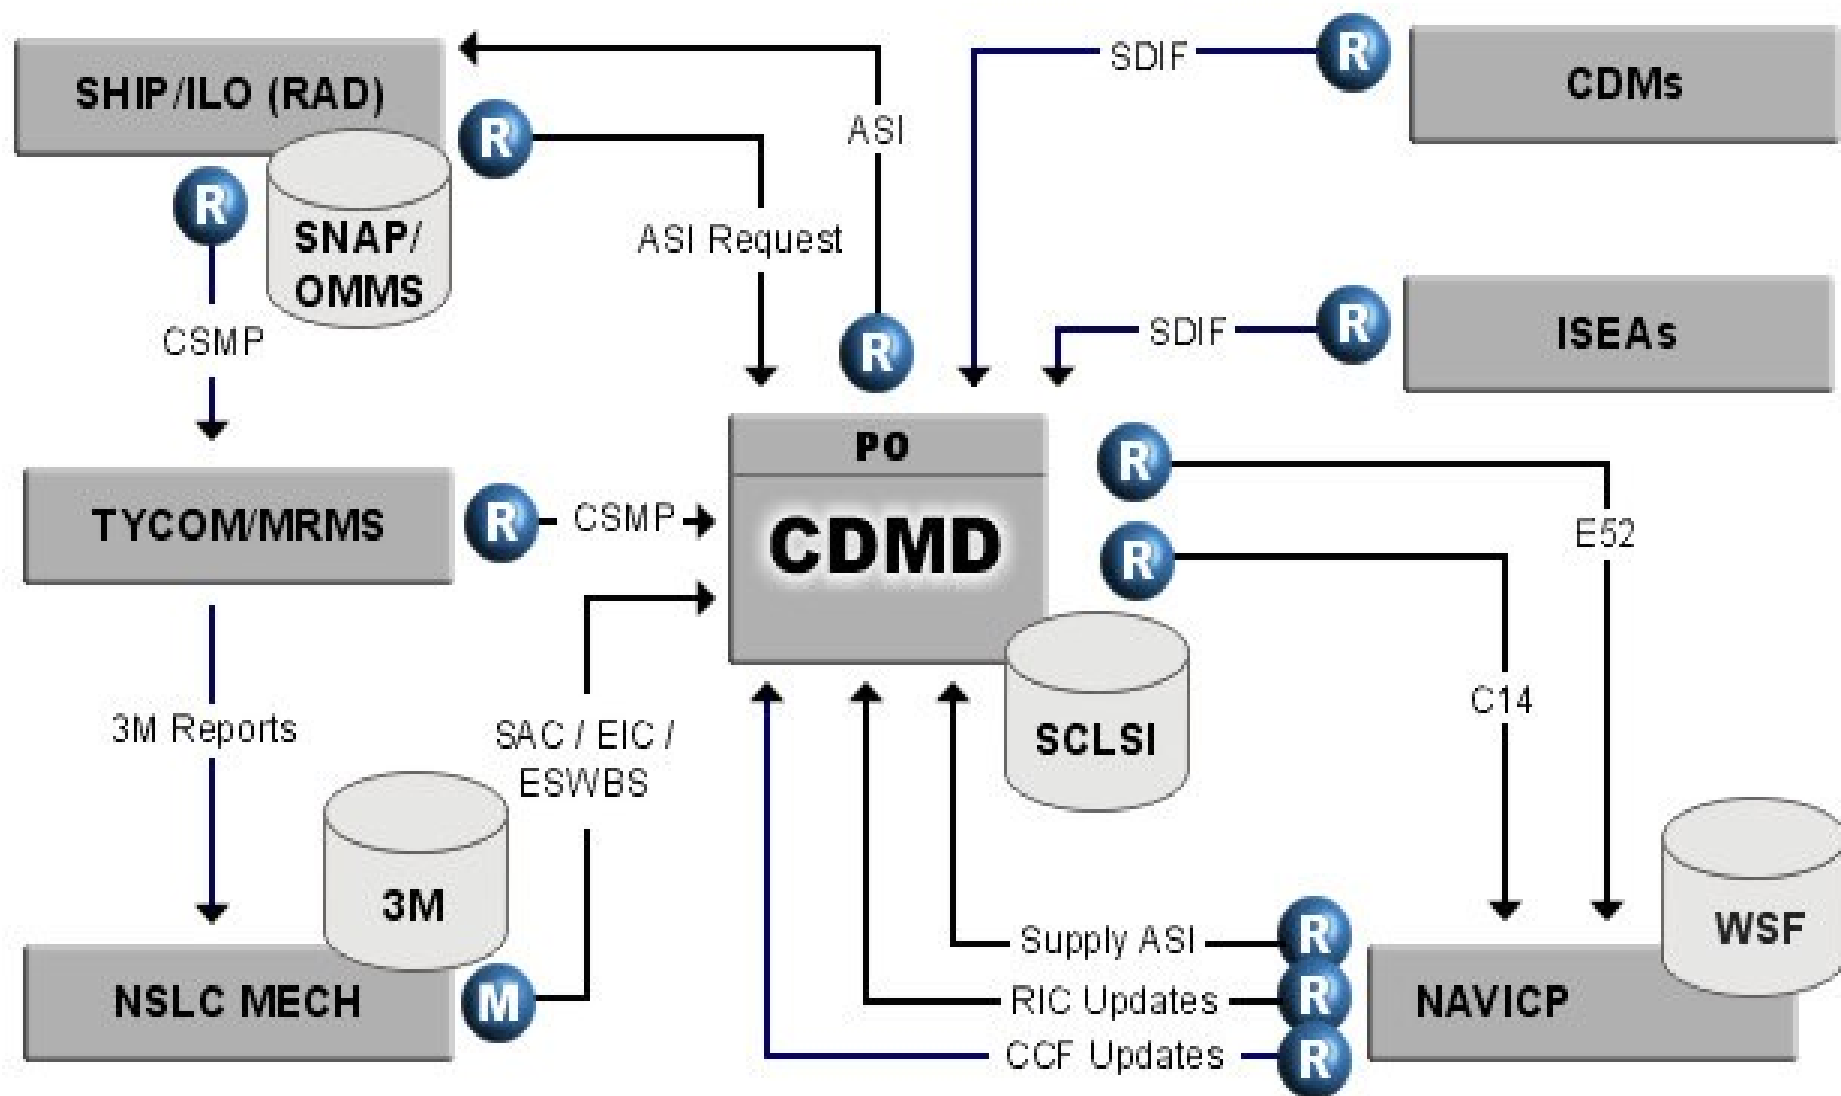 SHIP/ILO (RAD)
R
SNAP/
OMMS
R
CSMP
ASI Request
ASI
R
SDIF
R
CDMs
SDIF
R
ISEAs
TYCOM/MRMS
R
CSMP
PO
CDMD
SCLSI
R
E52
R
C14
3M Reports
SAC / EIC /
ESWBS
3M
NSLC MECH
M
Supply ASI
R
RIC Updates
R
CCF Updates
R
NAVICP
WSF